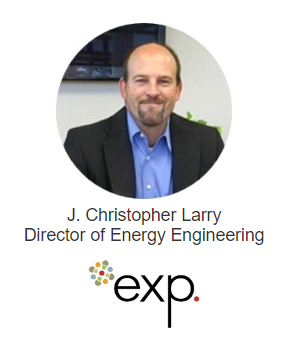 J. Christopher Larry
Director of Energy Engineering
exp.